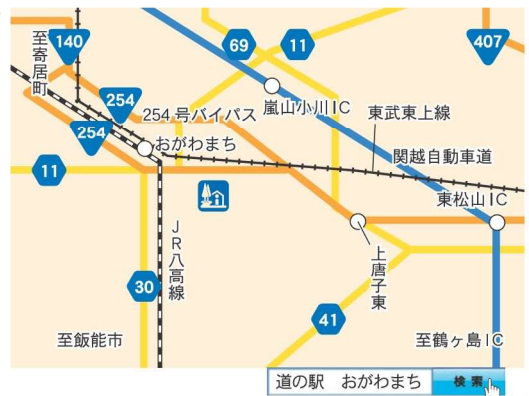 至寄居町
140
69
11
407
254
254号バイパス
嵐山小川IC
東武東上線
254
おがわまち
関越自動車道
11
東松山IC
JR八高線
上唐子東
30
41
至飯能市
至鶴ヶ島IC
道の駅 おがわまち 検索